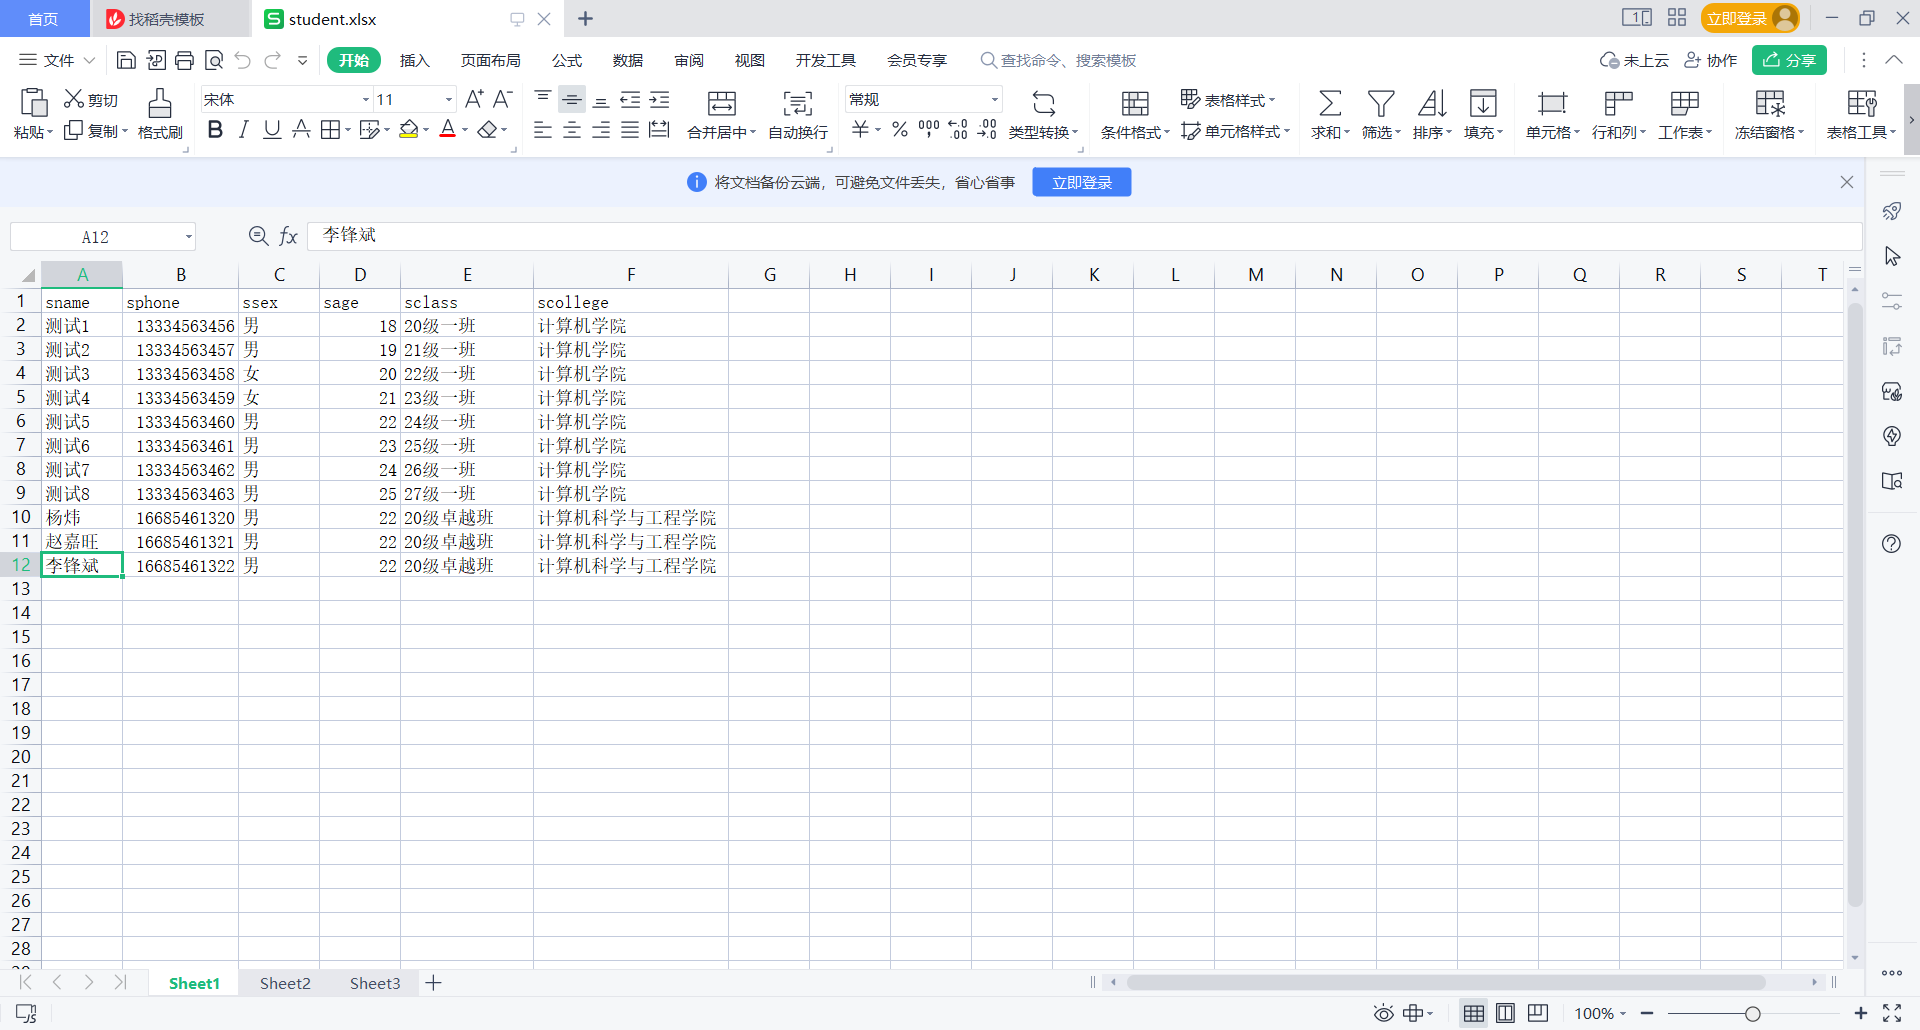 首页 找稻壳模板 student.xlsx 立即登录
文件 开始 插入 页面布局 公式 数据 审阅 视图 开发工具 会员专享 查找命令、搜索模板 未上云 协作 分享
粘贴 剪切 复制 格式刷 宋体 11 合并居中 自动换行 常规 类型转换 条件格式 表格样式 单元格样式 求和 筛选 排序 填充 单元格 行和列 工作表 冻结窗格 表格工具
将文档备份云端，可避免文件丢失，省心省事 立即登录
A12 fx 李锋斌
A B C D E F G H I J K L M N O P Q R S T
1 sname sphone ssex sage sclass scollege
2 测试1 13334563456 男 18 20级一班 计算机学院
3 测试2 13334563457 男 19 21级一班 计算机学院
4 测试3 13334563458 女 20 22级一班 计算机学院
5 测试4 13334563459 女 21 23级一班 计算机学院
6 测试5 13334563460 男 22 24级一班 计算机学院
7 测试6 13334563461 男 23 25级一班 计算机学院
8 测试7 13334563462 男 24 26级一班 计算机学院
9 测试8 13334563463 男 25 27级一班 计算机学院
10 杨炜 16685461320 男 22 20级卓越班 计算机科学与工程学院
11 赵嘉旺 16685461321 男 22 20级卓越班 计算机科学与工程学院
12 李锋斌 16685461322 男 22 20级卓越班 计算机科学与工程学院
13
14
15
16
17
18
19
20
21
22
23
24
25
26
27
28
Sheet1 Sheet2 Sheet3
100%